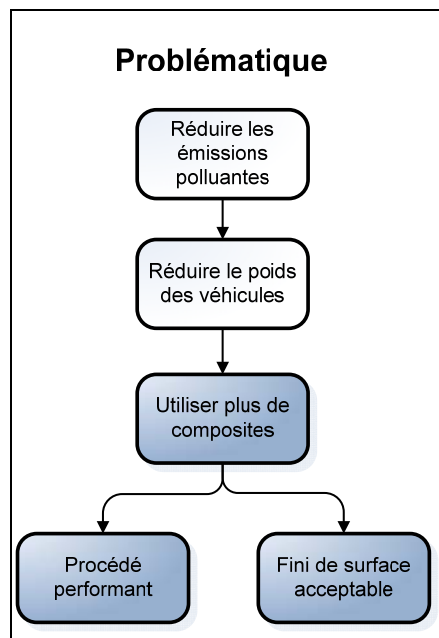 Problématique
Réduire les
émissions
polluantes
Réduire le poids
des véhicules
Utiliser plus de
composites
Procédé
performant
Fini de surface
acceptable